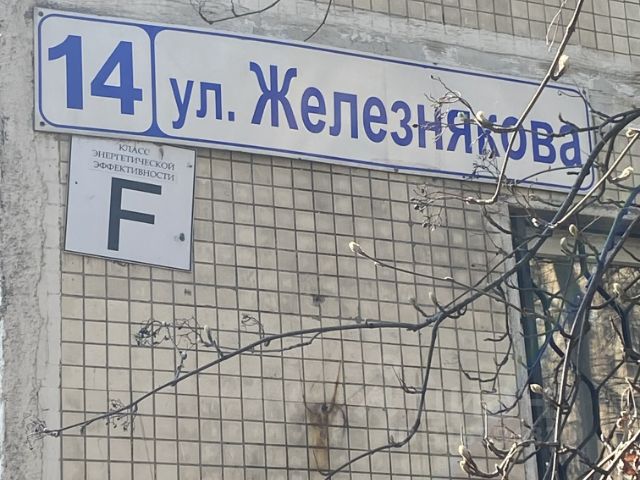 14 ул. Железнякова
КЛАСС
ЭНЕРГЕТИЧЕСКОЙ
ЭФФЕКТИВНОСТИ
F